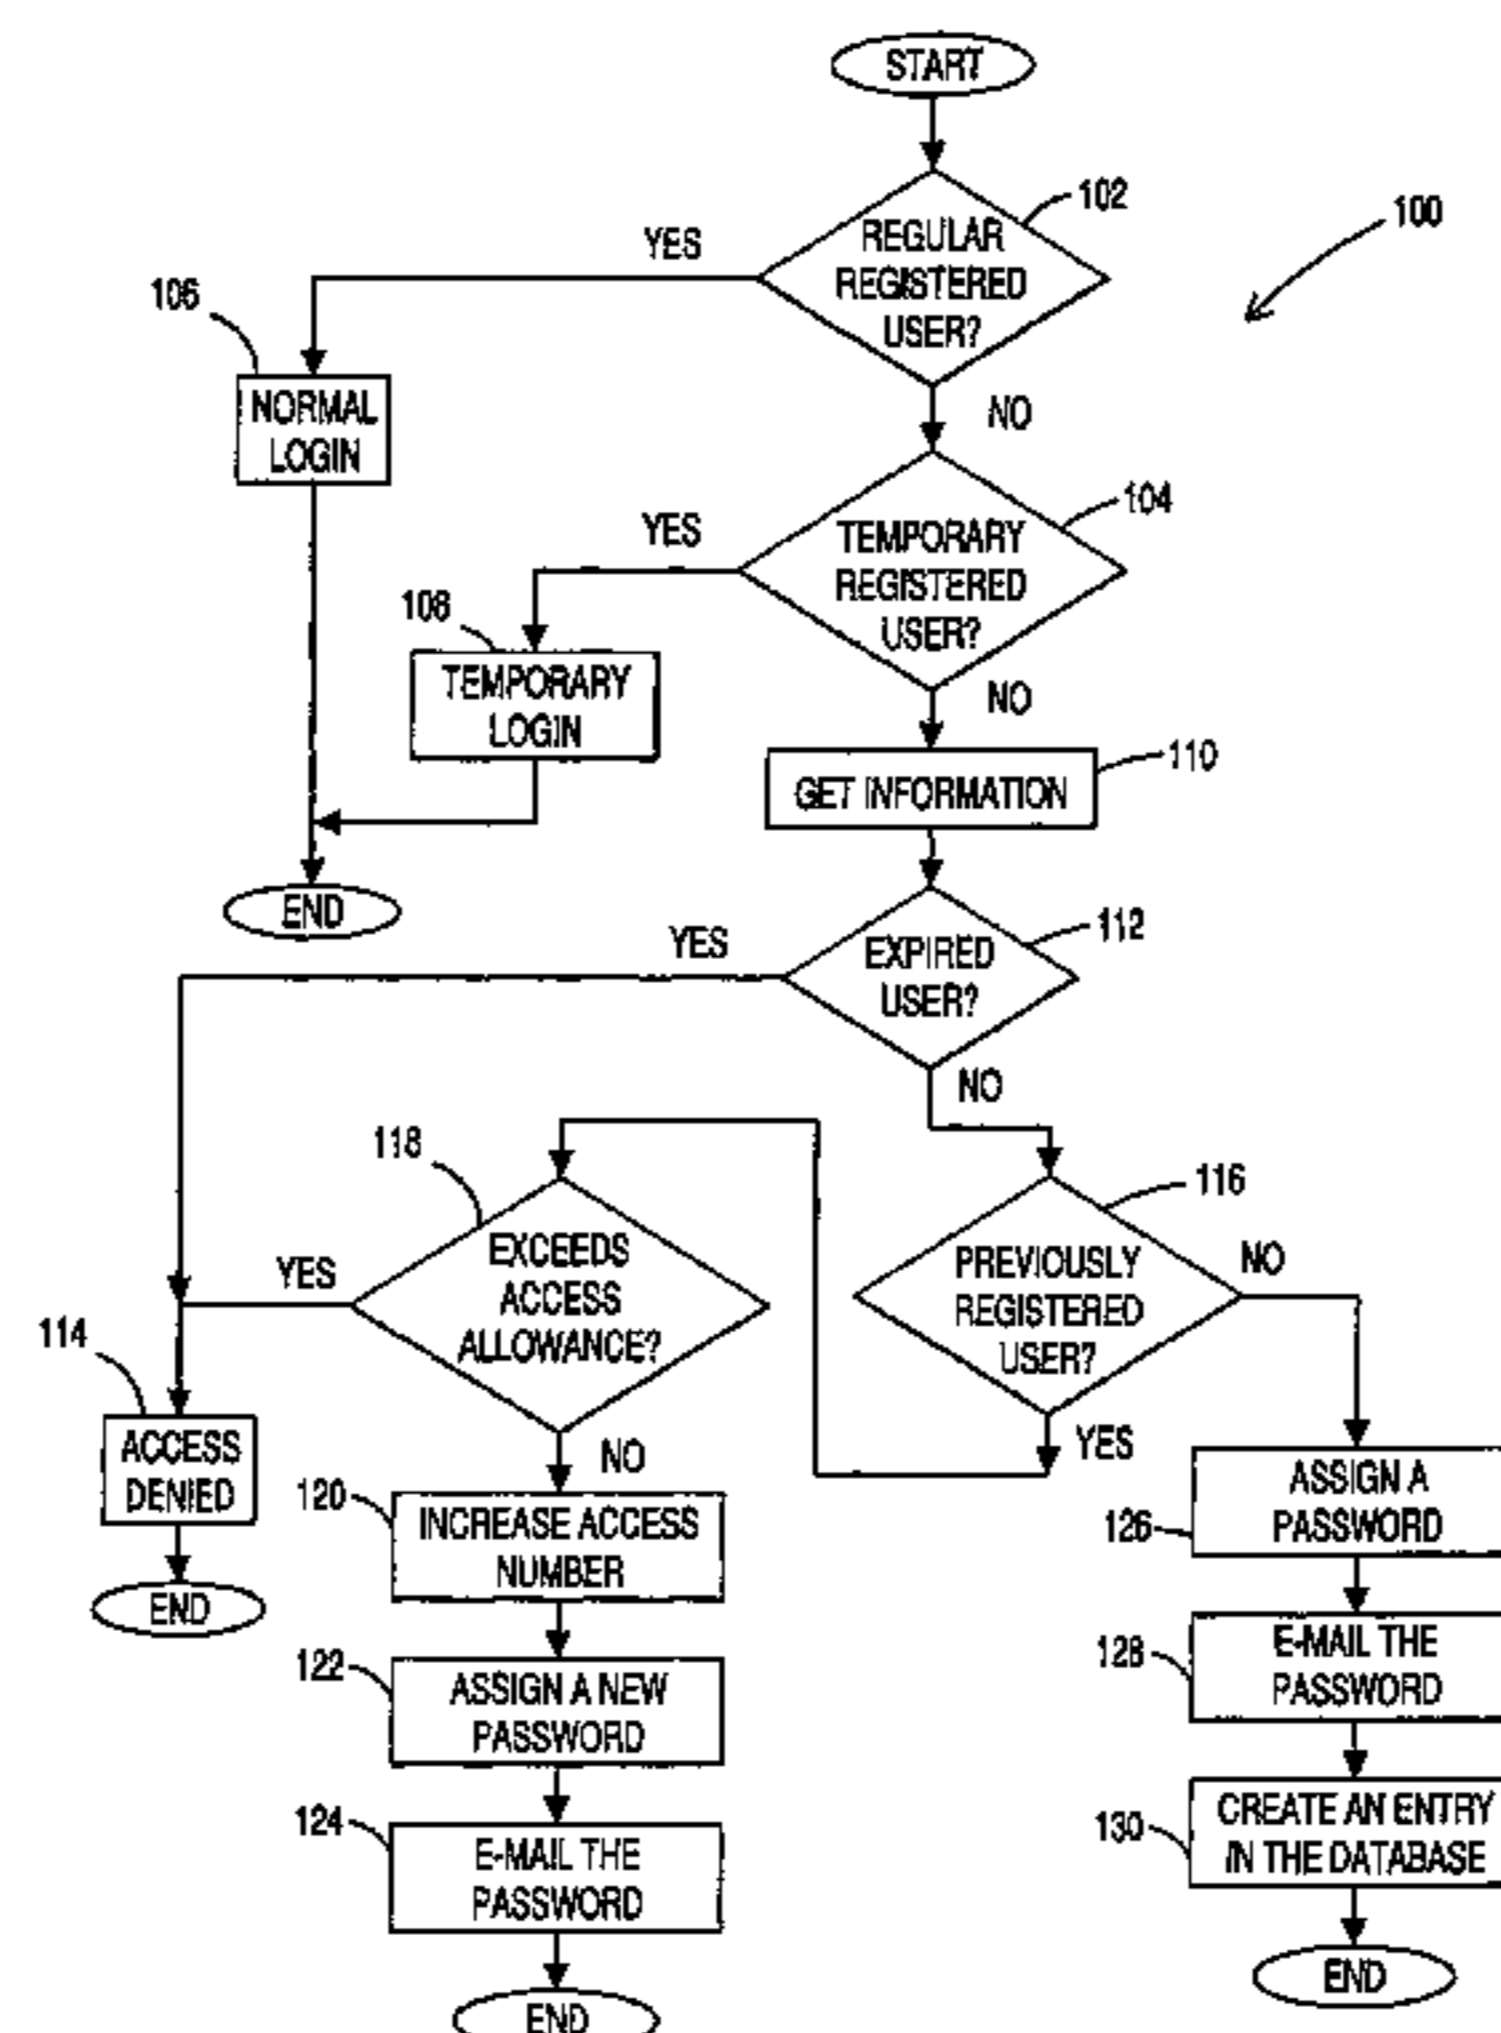 START
102
100
REGULAR
REGISTERED
USER?
YES
106
NORMAL
LOGIN
NO
104
TEMPORARY
REGISTERED
USER?
YES
108
TEMPORARY
LOGIN
NO
110
GET INFORMATION
END
112
EXPIRED
USER?
YES
NO
118
116
EXCEEDS
ACCESS
ALLOWANCE?
YES
PREVIOUSLY
REGISTERED
USER?
NO
114
ACCESS
DENIED
END
NO
YES
120
INCREASE ACCESS
NUMBER
122
ASSIGN A NEW
PASSWORD
124
E-MAIL THE
PASSWORD
END
126
ASSIGN A
PASSWORD
128
E-MAIL THE
PASSWORD
130
CREATE AN ENTRY
IN THE DATABASE
END